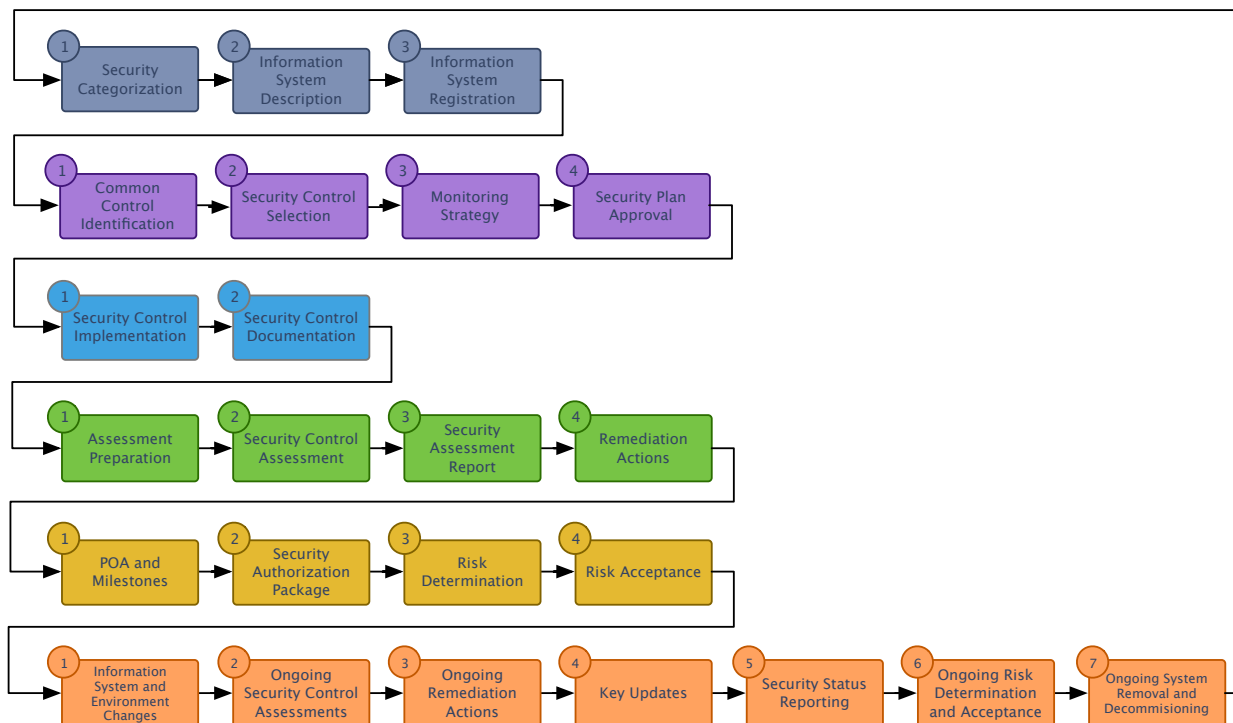 1
Security
Categorization
2
Information
System
Description
3
Information
System
Registration
1
Common
Control
Identification
2
Security Control
Selection
3
Monitoring
Strategy
4
Security Plan
Approval
1
Security Control
Implementation
2
Security Control
Documentation
1
Assessment
Preparation
2
Security Control
Assessment
3
Security
Assessment
Report
4
Remediation
Actions
1
POA and
Milestones
2
Security
Authorization
Package
3
Risk
Determination
4
Risk Acceptance
1
Information
System and
Environment
Changes
2
Ongoing
Security Control
Assessments
3
Ongoing
Remediation
Actions
4
Key Updates
5
Security Status
Reporting
6
Ongoing Risk
Determination
and Acceptance
7
Ongoing System
Removal and
Decommisioning